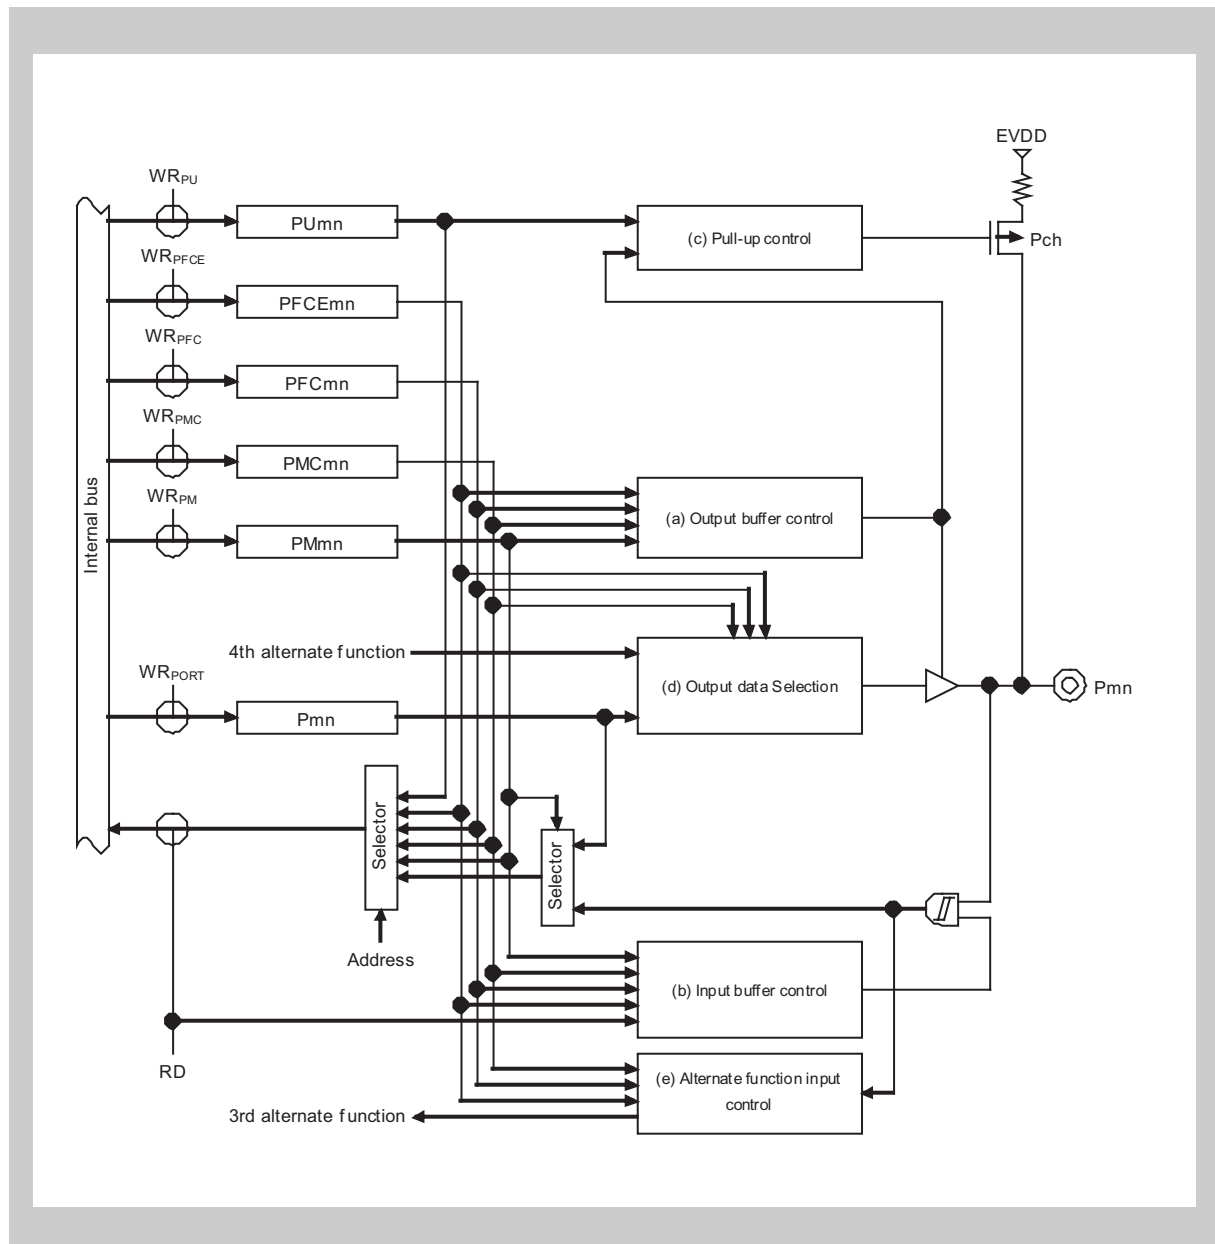 EVDD
WRPU
PUmn
(c) Pull-up control
Pch
WRPFCE
PFCEmn
WRPFC
PFCmn
WRPMC
PMCmn
WRPM
PMmn
(a) Output buffer control
Internal bus
4th alternate function
WRPORT
Pmn
(d) Output data Selection
Pmn
Selector
Selector
Address
(b) Input buffer control
RD
(e) Alternate function input
control
3rd alternate function